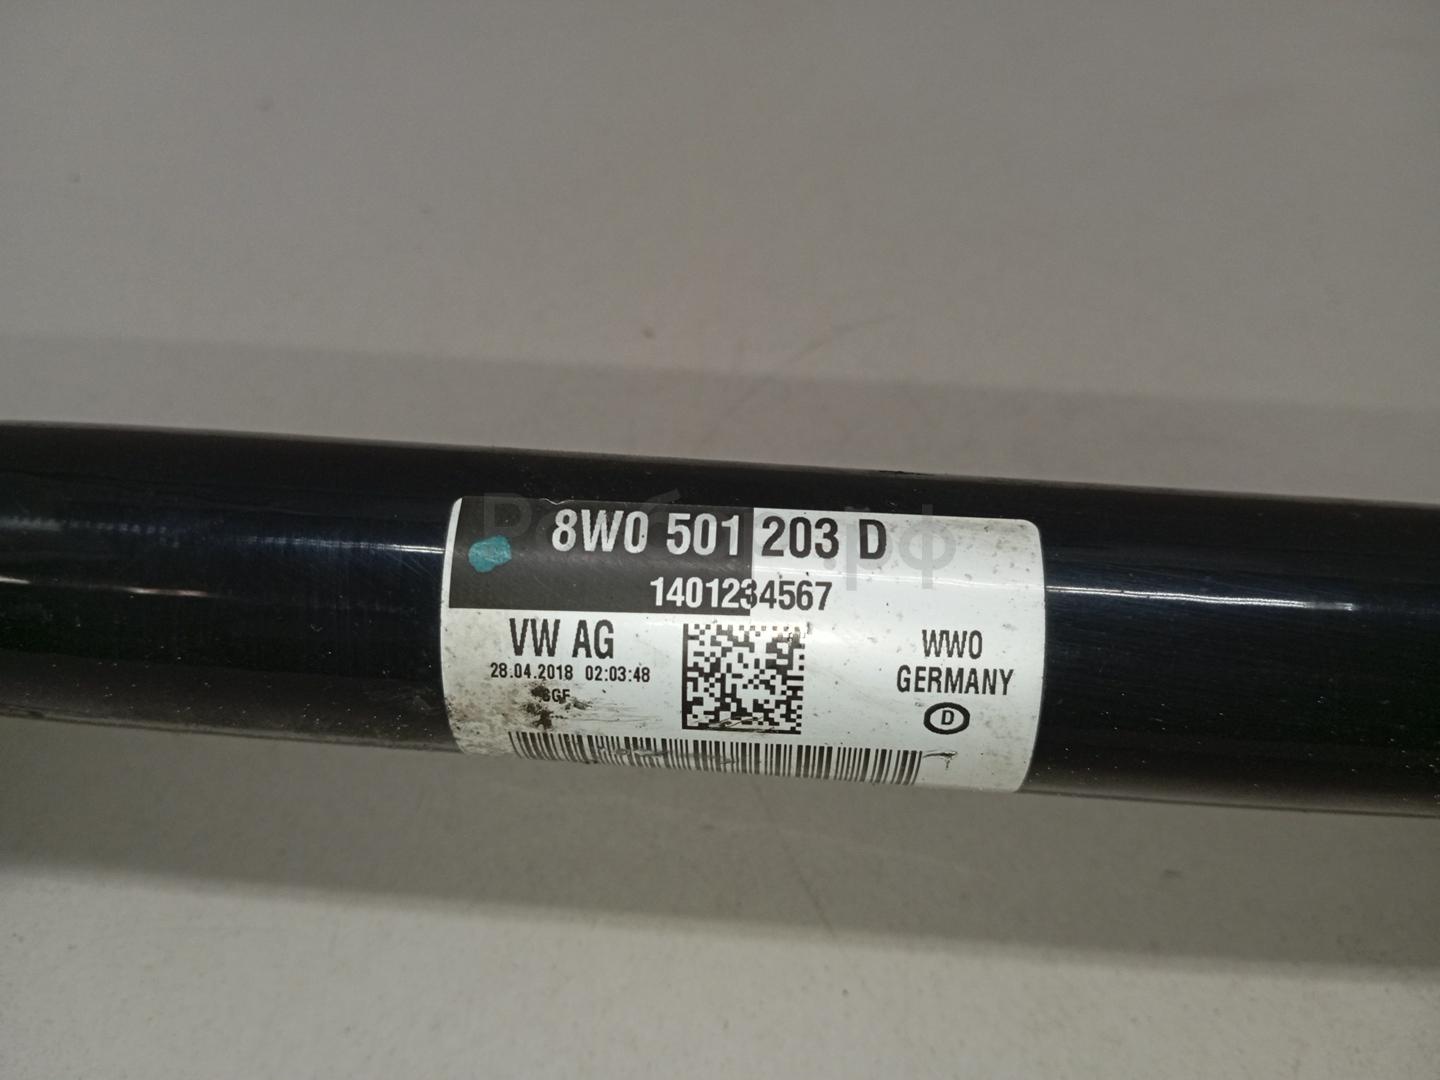 8W0 501 203 D
1401234567
VW AG
28.04.2018 02:03:48
WWO
GERMANY
D